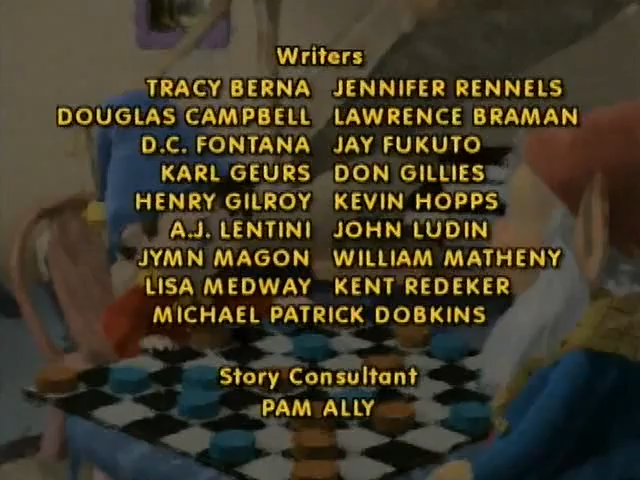 Writers
TRACY BERNA JENNIFER RENNELS
DOUGLAS CAMPBELL LAWRENCE BRAMAN
D.C. FONTANA JAY FUKUTO
KARL GEURS DON GILLIES
HENRY GILROY KEVIN HOPPS
A.J. LENTINI JOHN LUDIN
JYMN MAGON WILLIAM MATHENY
LISA MEDWAY KENT REDEKER
MICHAEL PATRICK DOBKINS
Story Consultant
PAM ALLY